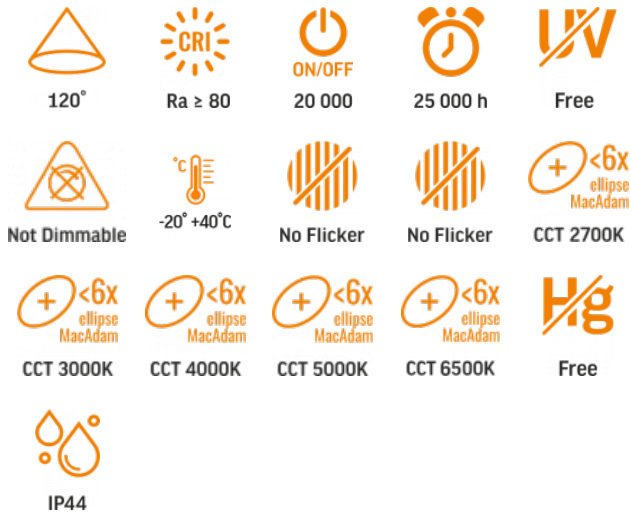 CRI
ON/OFF
UV
120° Ra ≥ 80 20 000 25 000 h Free
°C
<6x
ellipse
MacAdam
Not Dimmable -20° +40°C No Flicker No Flicker CCT 2700K
<6x <6x <6x <6x
ellipse ellipse ellipse ellipse
MacAdam MacAdam MacAdam MacAdam
Hg
CCT 3000K CCT 4000K CCT 5000K CCT 6500K Free
IP44